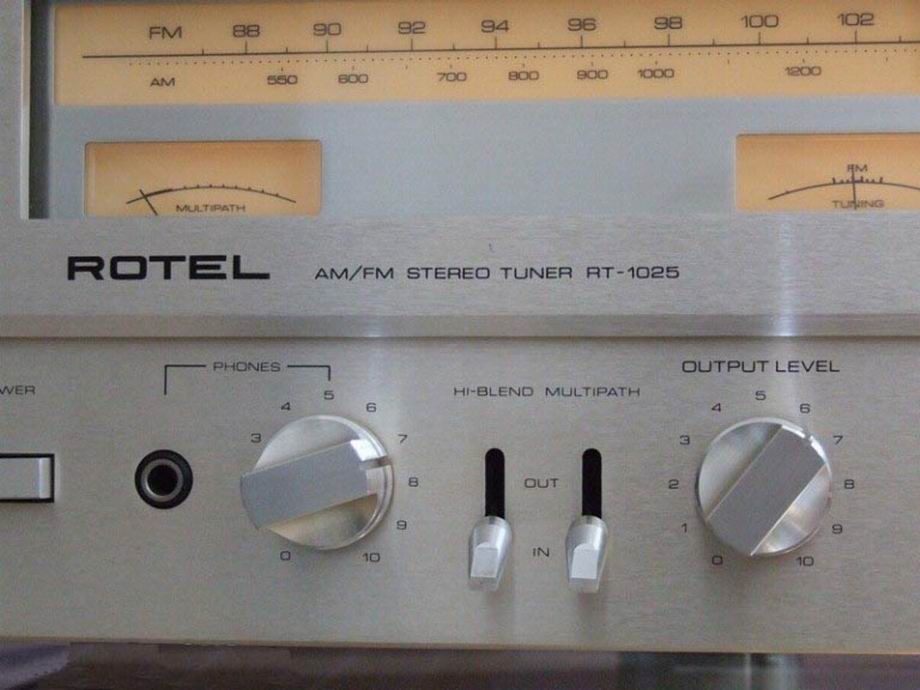 FM 88 90 92 94 96 98 100 102
AM 550 600 700 800 900 1000 1200
MULTIPATH
FM
TUNING
ROTEL AM/FM STEREO TUNER RT-1025
WER
PHONES
3 4 5 6 7 8 9 10 0
HI-BLEND MULTIPATH
OUT
IN
OUTPUT LEVEL
0 1 2 3 4 5 6 7 8 9 10